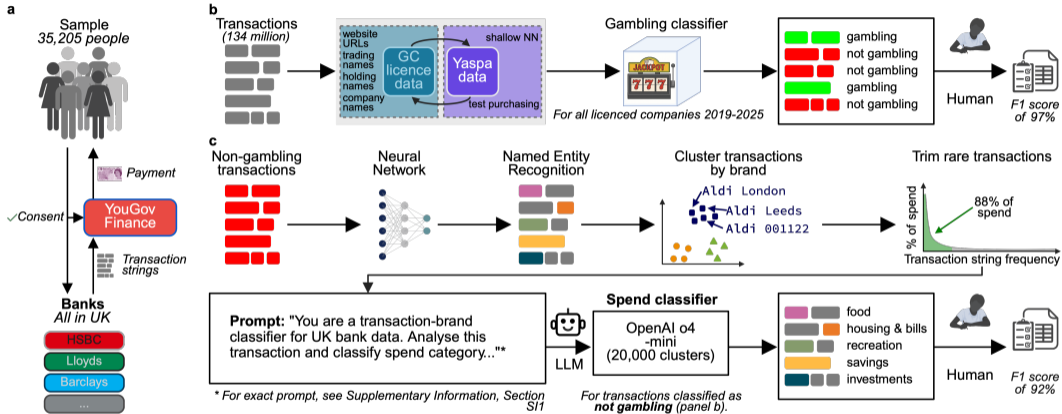 a
Sample
35,205 people
Payment
✓Consent
YouGov
Finance
Transaction
strings
Banks
All in UK
HSBC
Lloyds
Barclays
...
b
Transactions
(134 million)
website
URLs
trading
names
holding
names
company
names
GC
licence
data
Yaspa
data
shallow NN
test purchasing
Gambling classifier
JACKPOT
7 7 7
For all licenced companies 2019-2025
gambling
not gambling
not gambling
gambling
not gambling
Human
F1 score
of 97%
c
Non-gambling
transactions
Neural
Network
Named Entity
Recognition
Cluster transactions
by brand
Aldi London
Aldi Leeds
Aldi 001122
Trim rare transactions
% of spend
88% of
spend
Transaction string frequency
Prompt: "You are a transaction-brand
classifier for UK bank data. Analyse this
transaction and classify spend category..."*
* For exact prompt, see Supplementary Information, Section
SI1
LLM
Spend classifier
OpenAI o4
-mini
(20,000 clusters)
For transactions classified as
not gambling (panel b).
food
housing & bills
recreation
savings
investments
Human
F1 score
of 92%